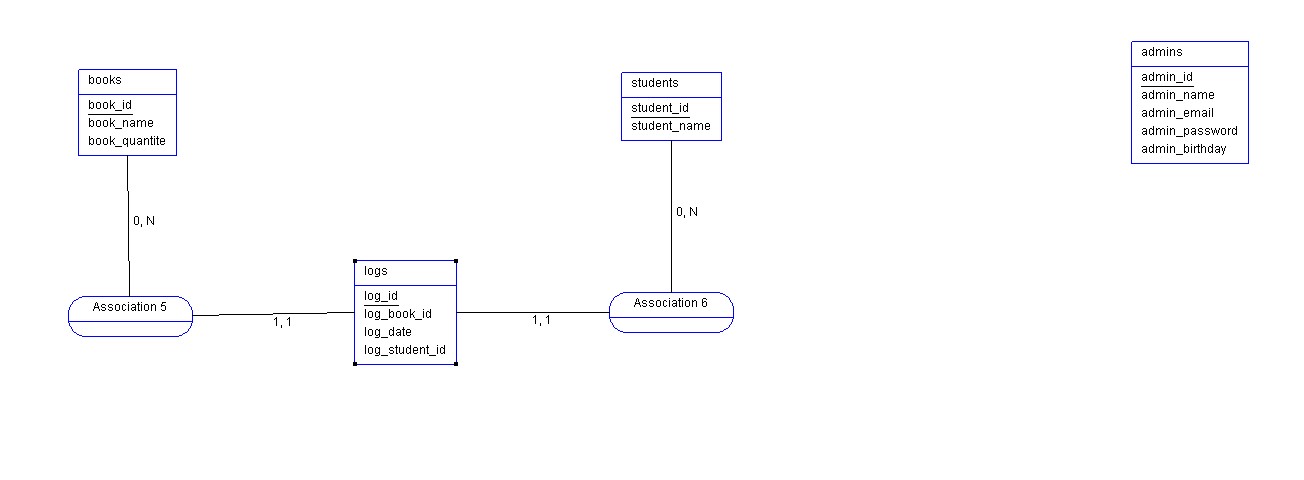 books
book_id
book_name
book_quantite
students
student_id
student_name
admins
admin_id
admin_name
admin_email
admin_password
admin_birthday
0, N
0, N
Association 5
1, 1
logs
log_id
log_book_id
log_date
log_student_id
1, 1
Association 6